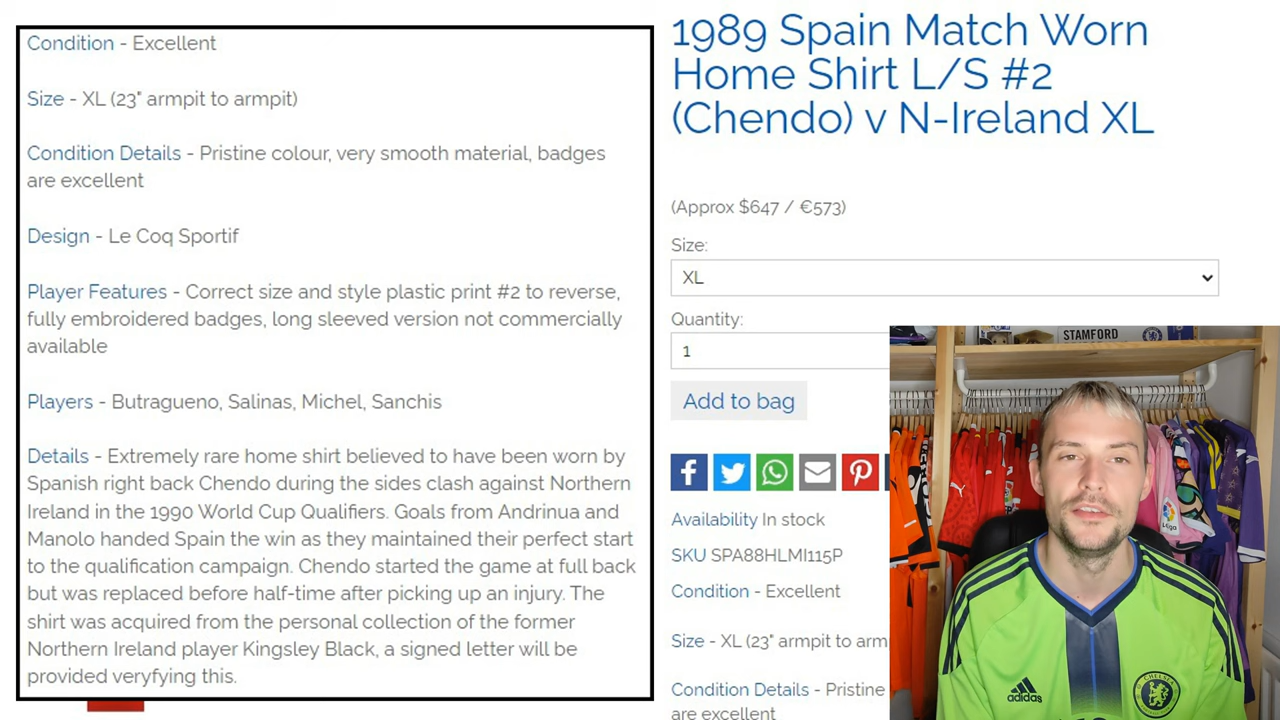 Condition - Excellent
Size - XL (23" armpit to armpit)
Condition Details - Pristine colour, very smooth material, badges
are excellent
Design - Le Coq Sportif
Player Features - Correct size and style plastic print #2 to reverse,
fully embroidered badges, long sleeved version not commercially
available
Players - Butragueno, Salinas, Michel, Sanchis
Details - Extremely rare home shirt believed to have been worn by
Spanish right back Chendo during the sides clash against Northern
Ireland in the 1990 World Cup Qualifiers. Goals from Andrinua and
Manolo handed Spain the win as they maintained their perfect start
to the qualification campaign. Chendo started the game at full back
but was replaced before half-time after picking up an injury. The
shirt was acquired from the personal collection of the former
Northern Ireland player Kingsley Black, a signed letter will be
provided veryfying this.
1989 Spain Match Worn
Home Shirt L/S #2
(Chendo) v N-Ireland XL
(Approx $647 / €573)
Size:
XL
Quantity:
1
Add to bag
Availability In stock
SKU SPA88HLMI115P
Condition - Excellent
Size - XL (23" armpit to arm
Condition Details - Pristine
are excellent
STAMFORD
LaLiga
adidas
CHELSEA